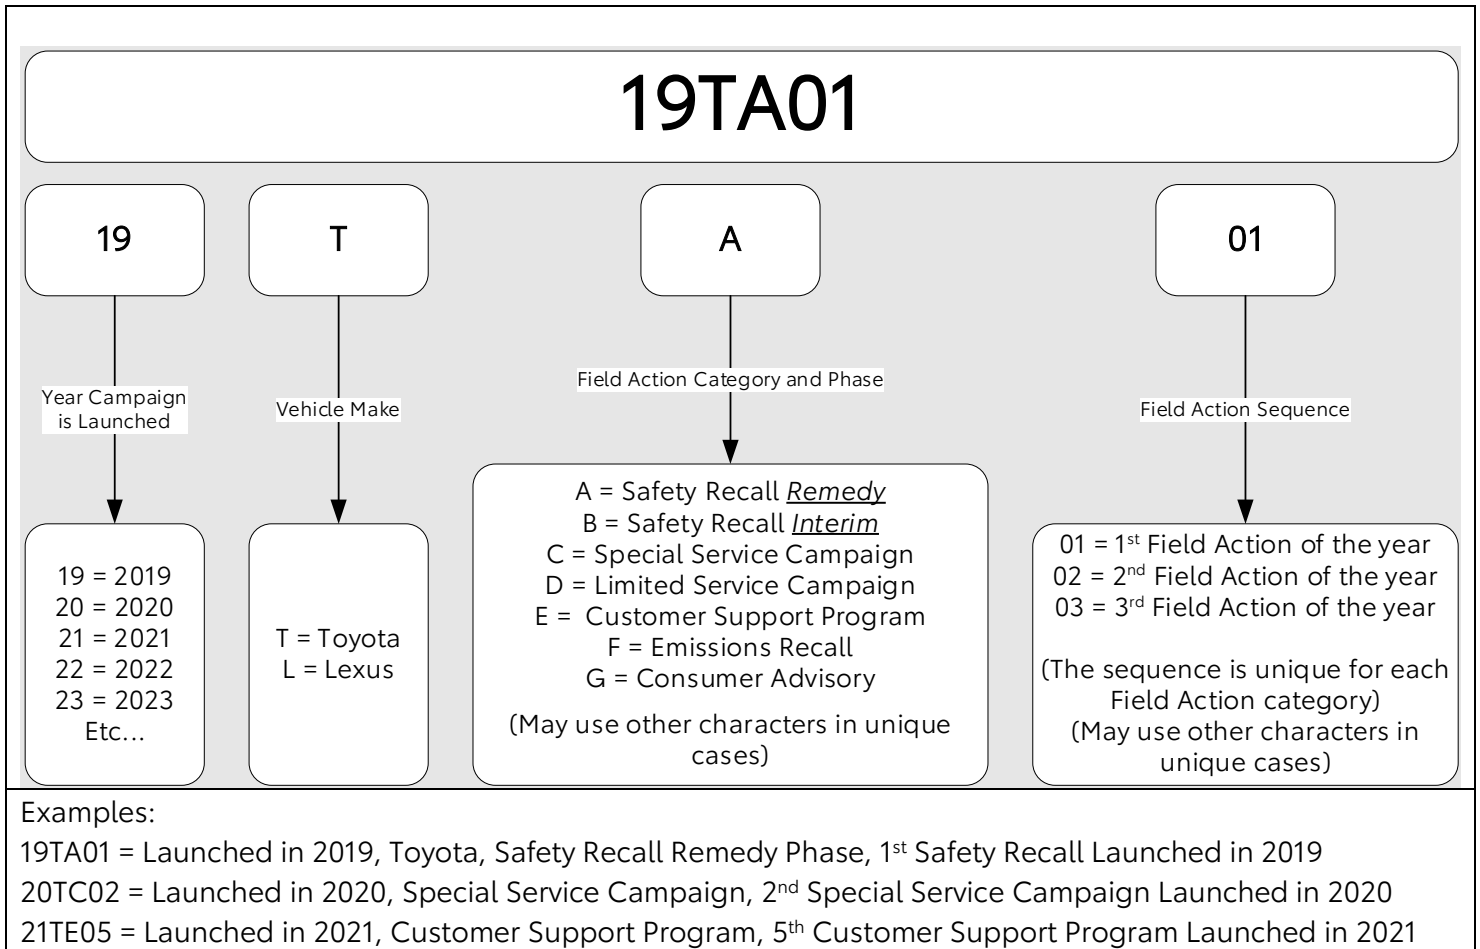 19TA01
19
T
A
01
Year Campaign
is Launched
Vehicle Make
Field Action Category and Phase
Field Action Sequence
19 = 2019
20 = 2020
21 = 2021
22 = 2022
23 = 2023
Etc...
T = Toyota
L = Lexus
A = Safety Recall Remedy
B = Safety Recall Interim
C = Special Service Campaign
D = Limited Service Campaign
E =  Customer Support Program
F = Emissions Recall
G = Consumer Advisory
(May use other characters in unique
cases)
01 = 1st Field Action of the year
02 = 2nd Field Action of the year
03 = 3rd Field Action of the year
(The sequence is unique for each
Field Action category)
(May use other characters in
unique cases)
Examples:
19TA01 = Launched in 2019, Toyota, Safety Recall Remedy Phase, 1st Safety Recall Launched in 2019
20TC02 = Launched in 2020, Special Service Campaign, 2nd Special Service Campaign Launched in 2020
21TE05 = Launched in 2021, Customer Support Program, 5th Customer Support Program Launched in 2021